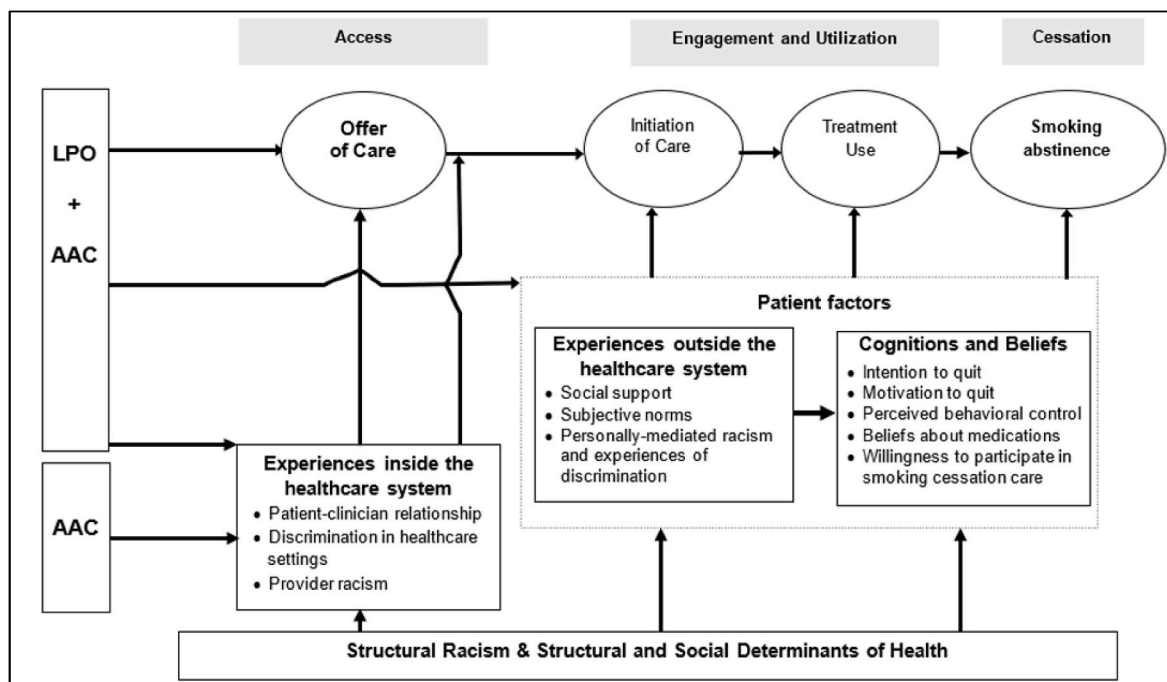 Access
Engagement and Utilization
Cessation
LPO
+
AAC
Offer
of Care
Initiation
of Care
Treatment
Use
Smoking
abstinence
Patient factors
Experiences outside the
healthcare system
• Social support
• Subjective norms
• Personally-mediated racism
and experiences of
discrimination
Cognitions and Beliefs
• Intention to quit
• Motivation to quit
• Perceived behavioral control
• Beliefs about medications
• Willingness to participate in
smoking cessation care
AAC
Experiences inside the
healthcare system
• Patient-clinician relationship
• Discrimination in healthcare
settings
• Provider racism
Structural Racism & Structural and Social Determinants of Health